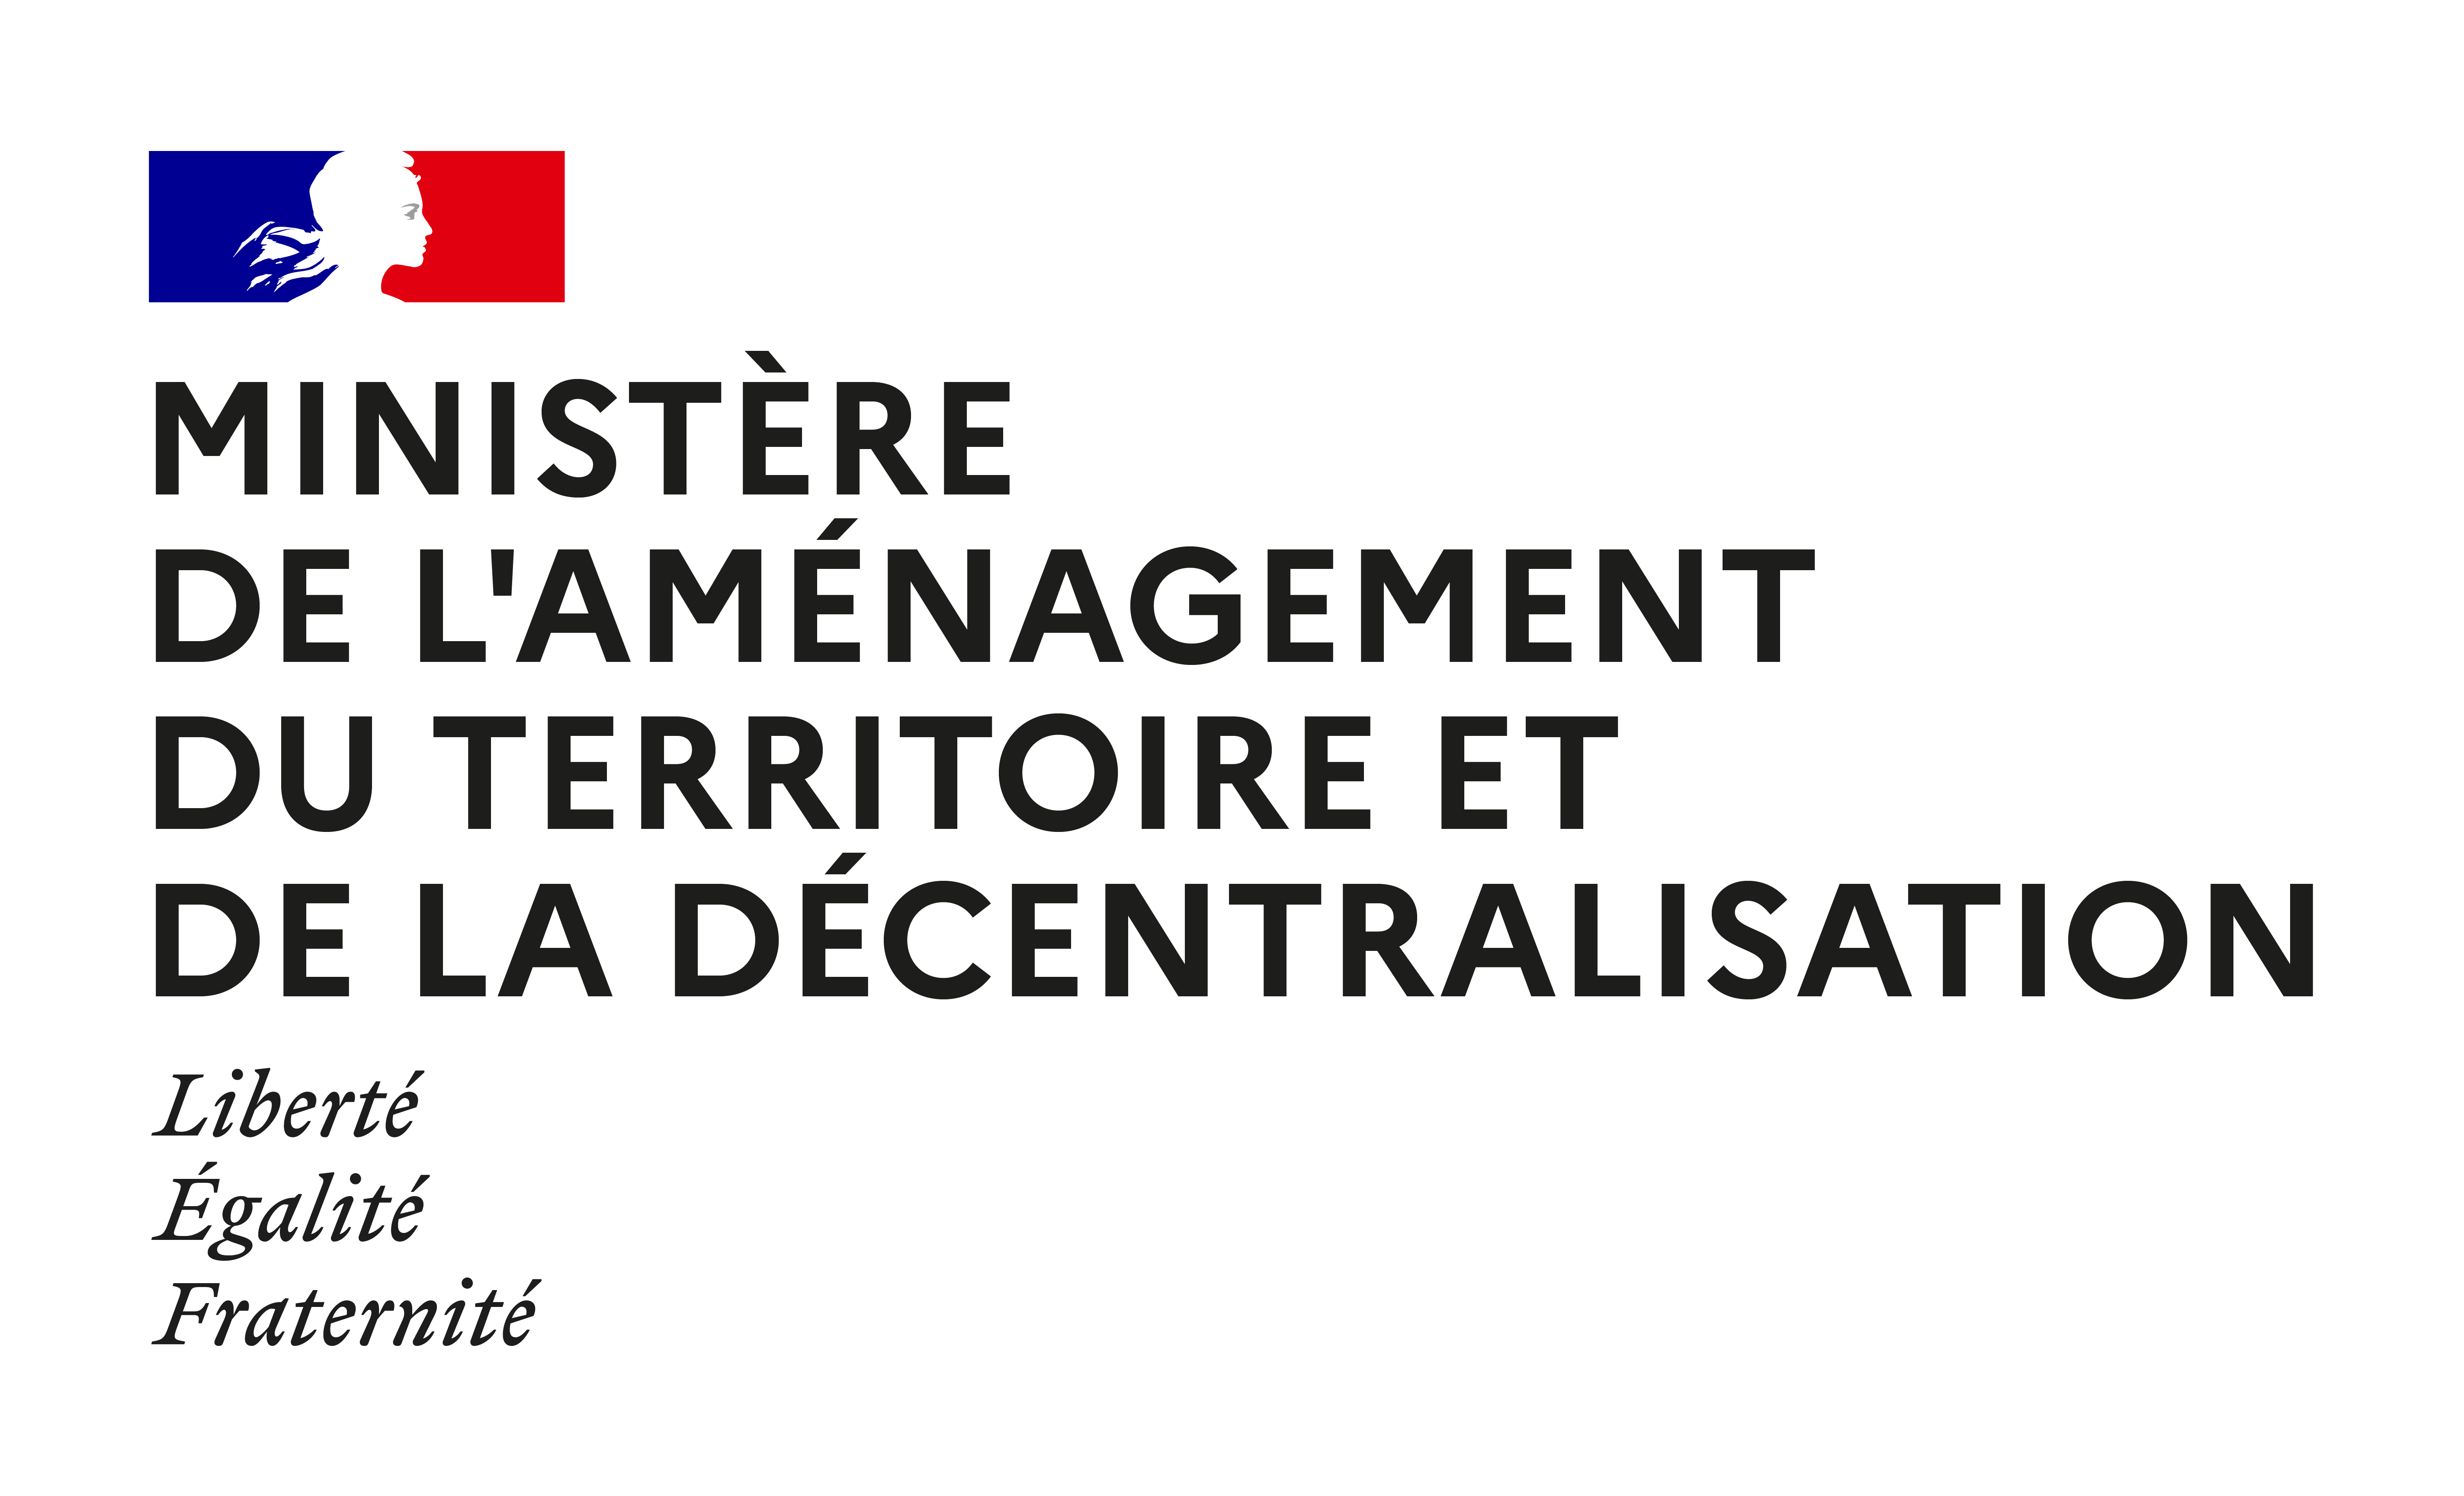 MINISTÈRE
DE L'AMÉNAGEMENT
DU TERRITOIRE ET
DE LA DÉCENTRALISATION
Liberté
Égalité
Fraternité